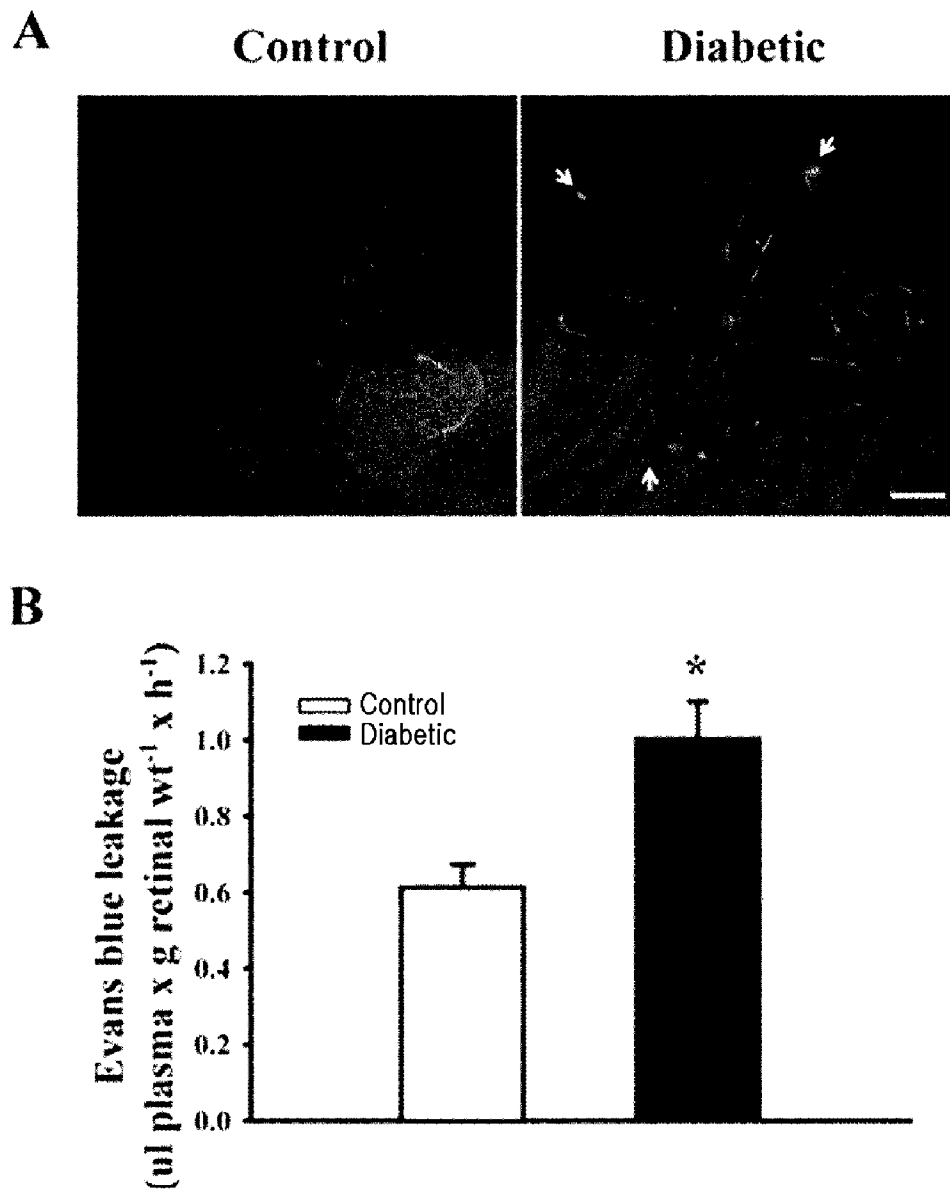 A
Control Diabetic
B
Evans blue leakage
(ul plasma x g retinal wt⁻¹ x h⁻¹)
1.2
1.0
0.8
0.6
0.4
0.2
0.0
Control
Diabetic
*